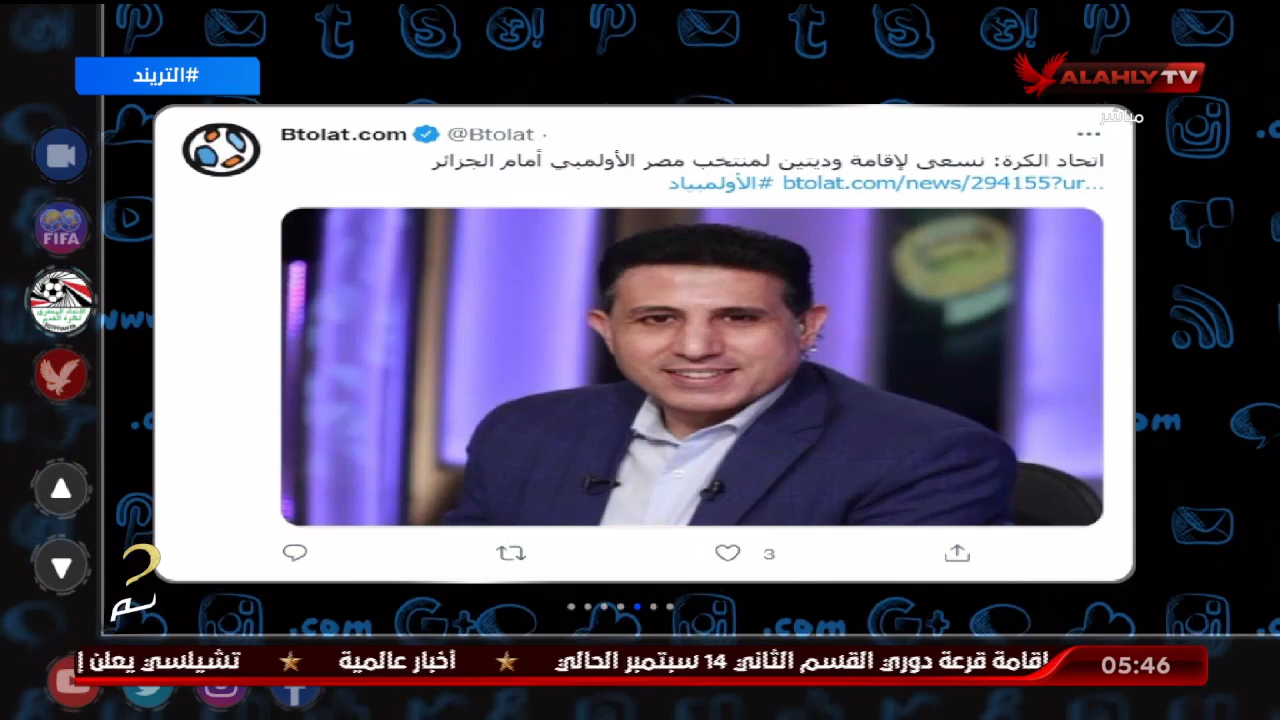 #التريند
ALAHLY TV
مباشر
Btolat.com @Btolat ·
اتحاد الكرة: نسعى لإقامة وديتين لمنتخب مصر الأولمبي أمام الجزائر
#الأولمبياد btolat.com/news/294155?ur...
FIFA
3
إقامة قرعة دوري القسم الثاني 14 سبتمبر الحالي ★ أخبار عالمية ★ تشيلسي يعلن إ
05:46